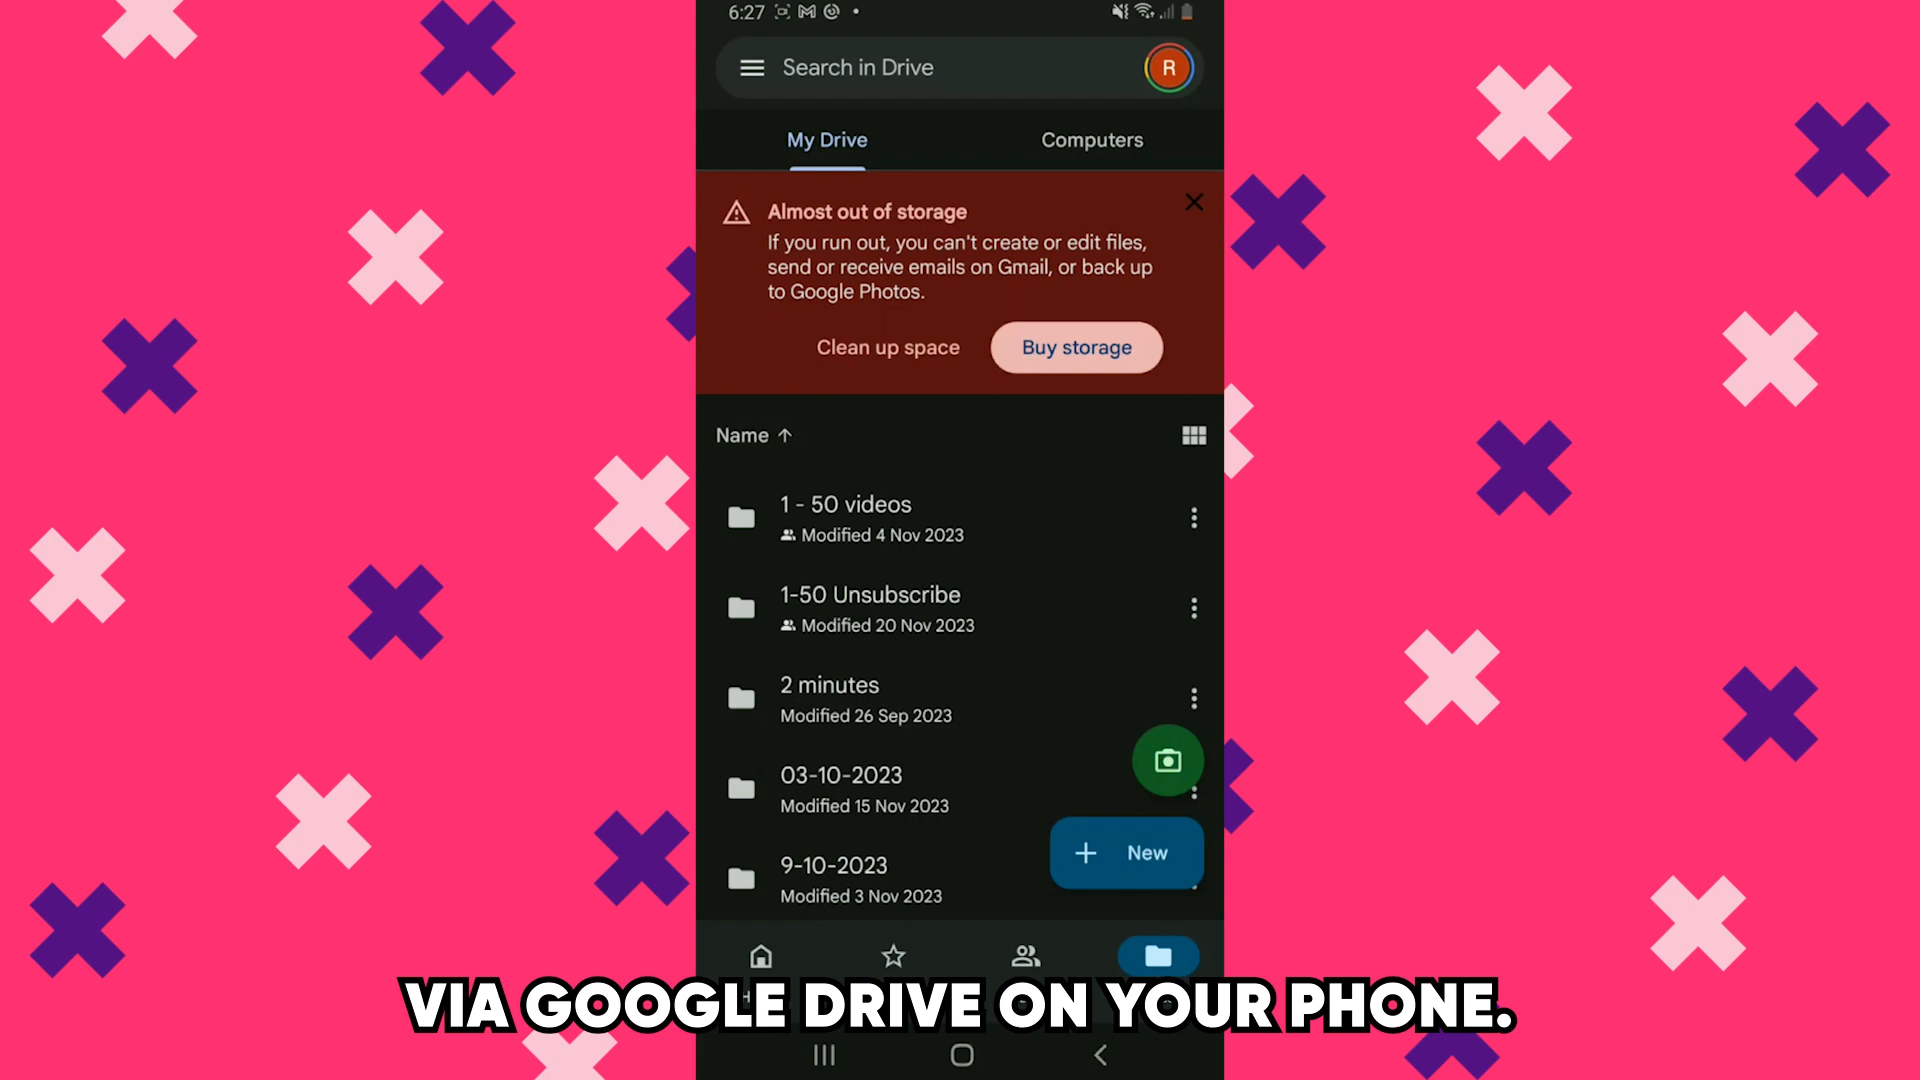 6:27
Search in Drive
R
My Drive
Computers
Almost out of storage
If you run out, you can't create or edit files,
send or receive emails on Gmail, or back up
to Google Photos.
Clean up space
Buy storage
Name
1 - 50 videos
Modified 4 Nov 2023
1-50 Unsubscribe
Modified 20 Nov 2023
2 minutes
Modified 26 Sep 2023
03-10-2023
Modified 15 Nov 2023
9-10-2023
Modified 3 Nov 2023
New
VIA GOOGLE DRIVE ON YOUR PHONE.